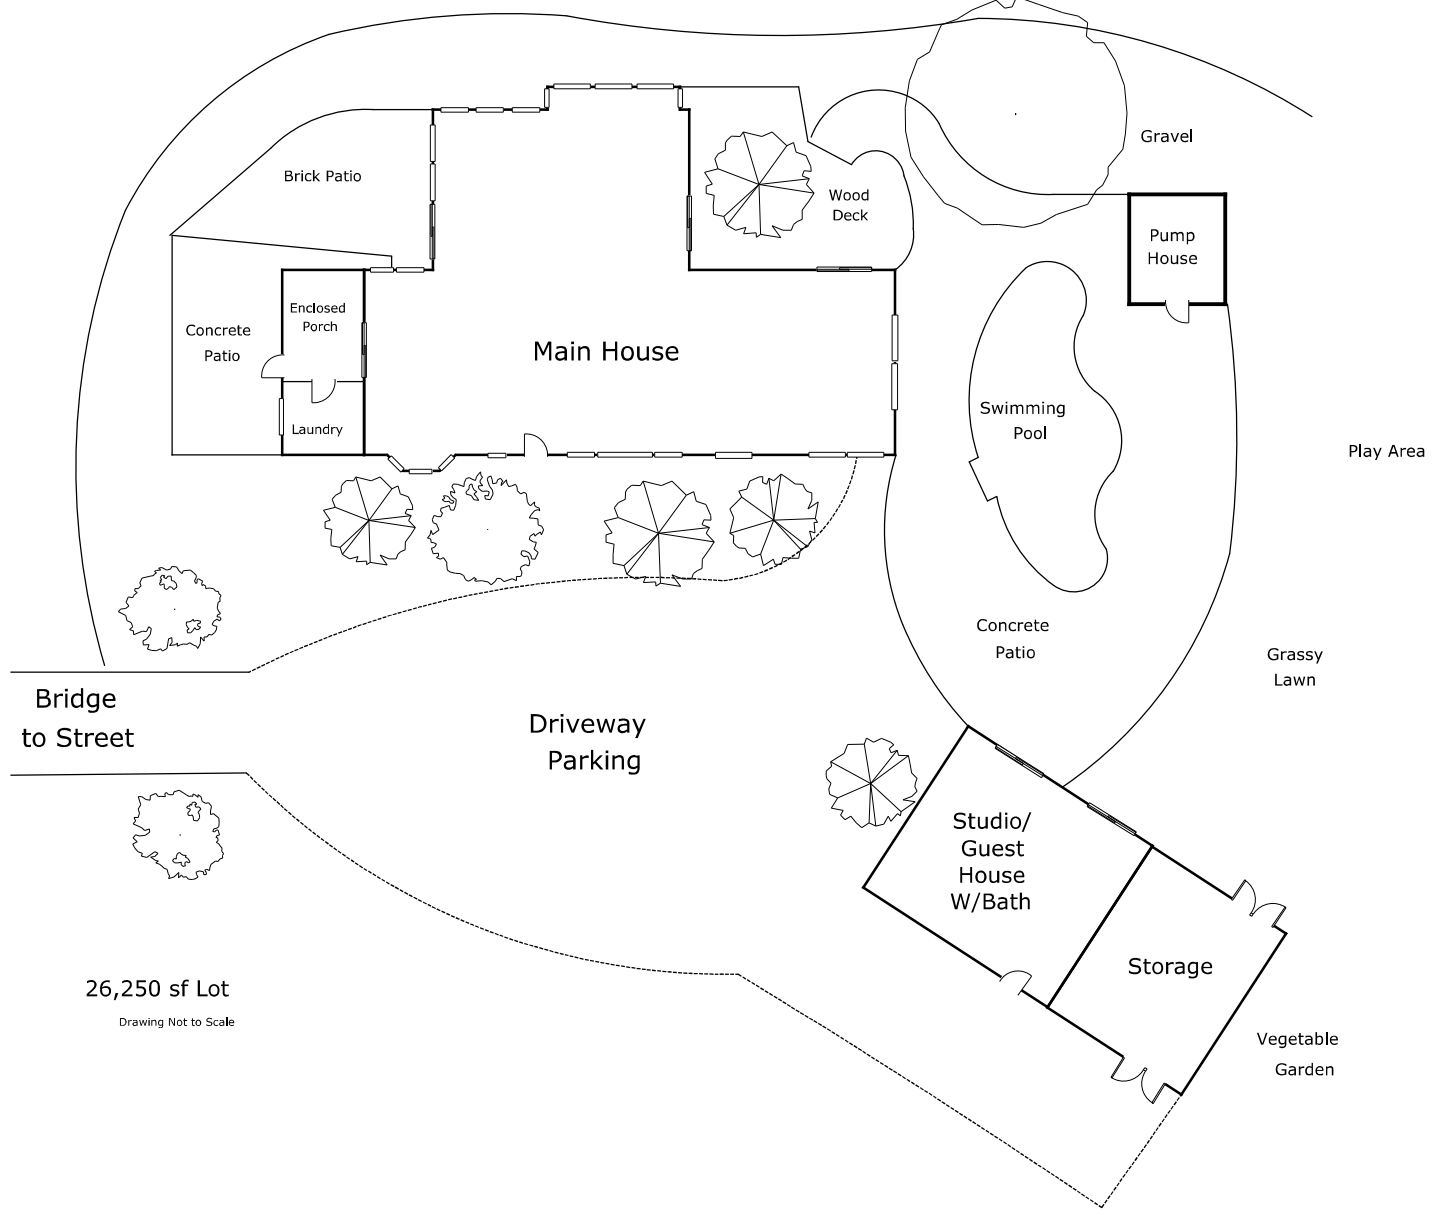 Gravel
Brick Patio
Wood
Deck
Pump
House
Enclosed
Porch
Concrete
Patio
Main House
Swimming
Pool
Laundry
Play Area
Concrete
Patio
Grassy
Lawn
Bridge
to Street
Driveway
Parking
Studio/
Guest
House
W/Bath
Storage
26,250 sf Lot
Drawing Not to Scale
Vegetable
Garden